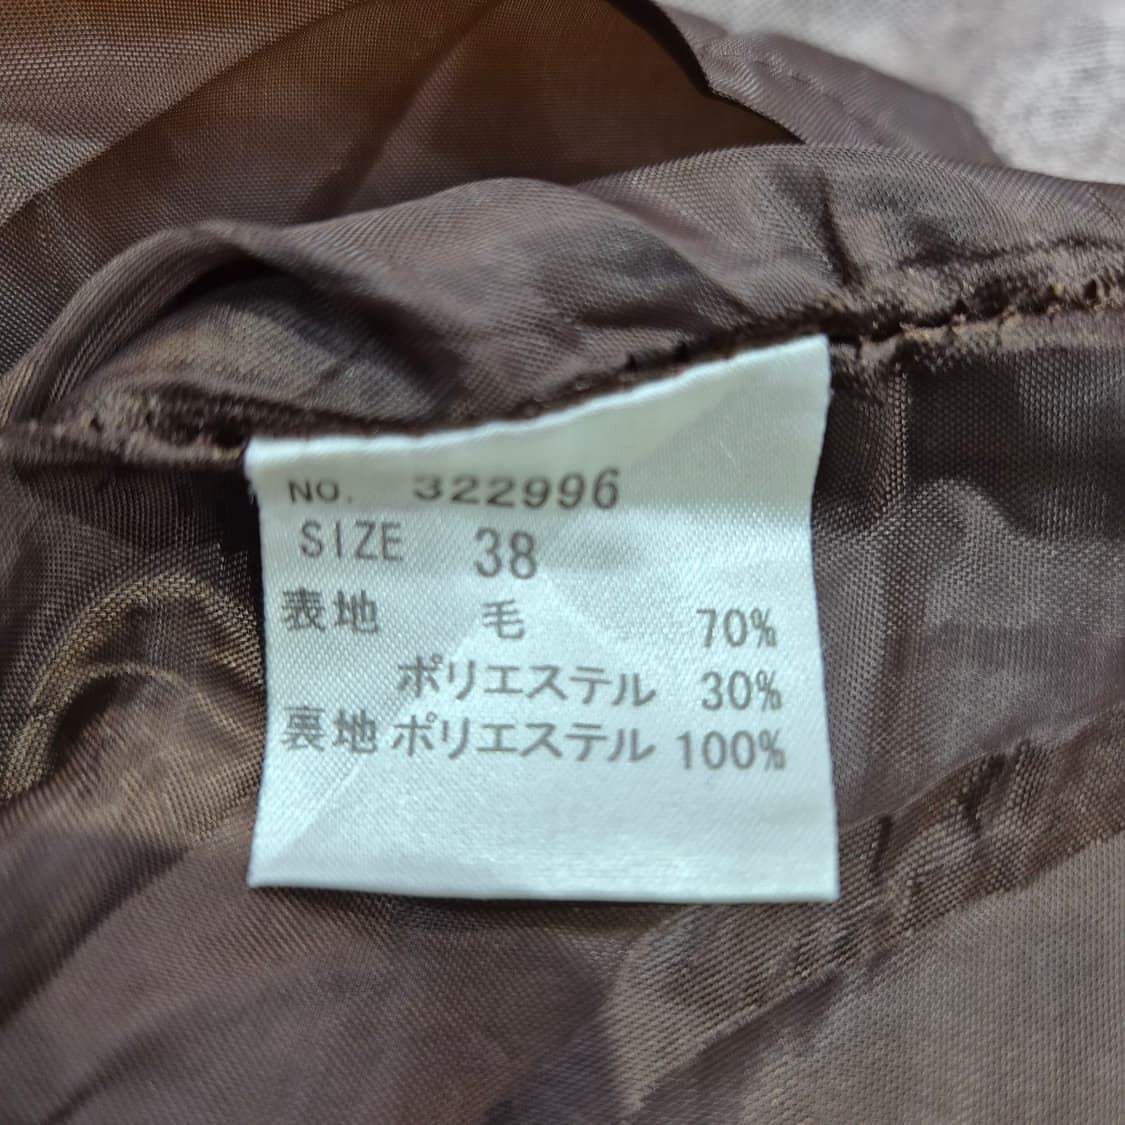 NO. 322996
SIZE 38
表地 毛 70%
ポリエステル 30%
裏地 ポリエステル 100%